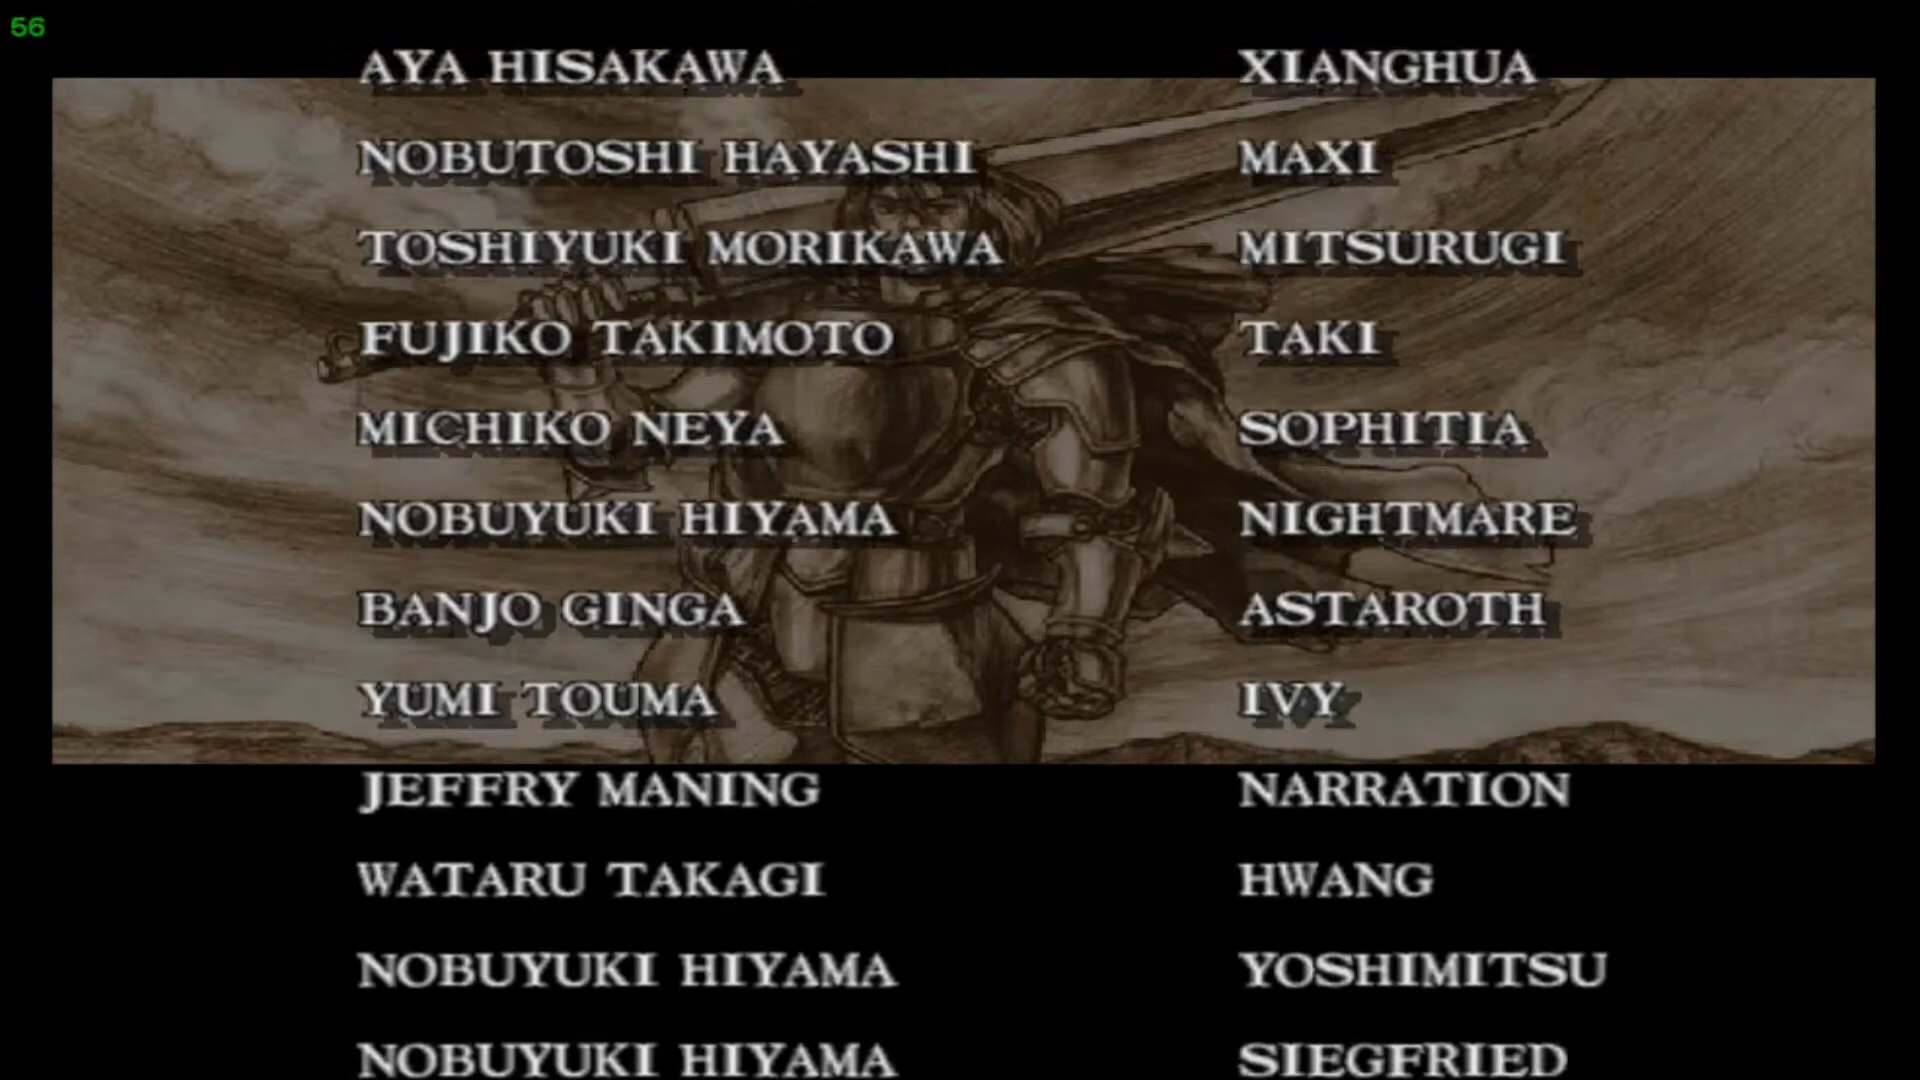 56
AYA HISAKAWA XIANGHUA
NOBUTOSHI HAYASHI MAXI
TOSHIYUKI MORIKAWA MITSURUGI
FUJIKO TAKIMOTO TAKI
MICHIKO NEYA SOPHITIA
NOBUYUKI HIYAMA NIGHTMARE
BANJO GINGA ASTAROTH
YUMI TOUMA IVY
JEFFRY MANING NARRATION
WATARU TAKAGI HWANG
NOBUYUKI HIYAMA YOSHIMITSU
NOBUYUKI HIYAMA SIEGFRIED